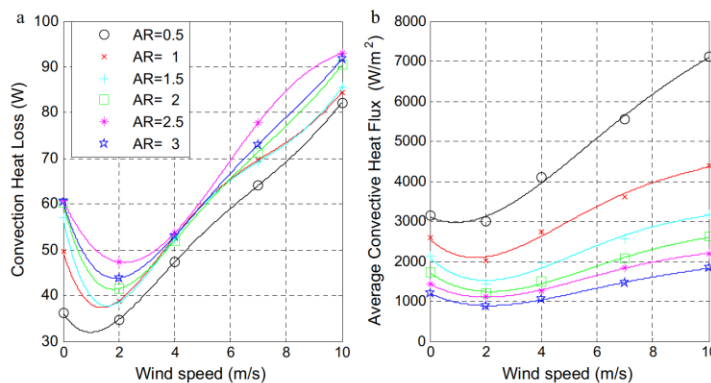 a
b
100
90
80
70
60
50
40
30
Convection Heat Loss (W)
AR=0.5
AR= 1
AR=1.5
AR= 2
AR=2.5
AR= 3
0
2
4
6
8
10
Wind speed (m/s)
8000
7000
6000
5000
4000
3000
2000
1000
0
Average Convective Heat Flux (W/m²)
0
2
4
6
8
10
Wind speed (m/s)